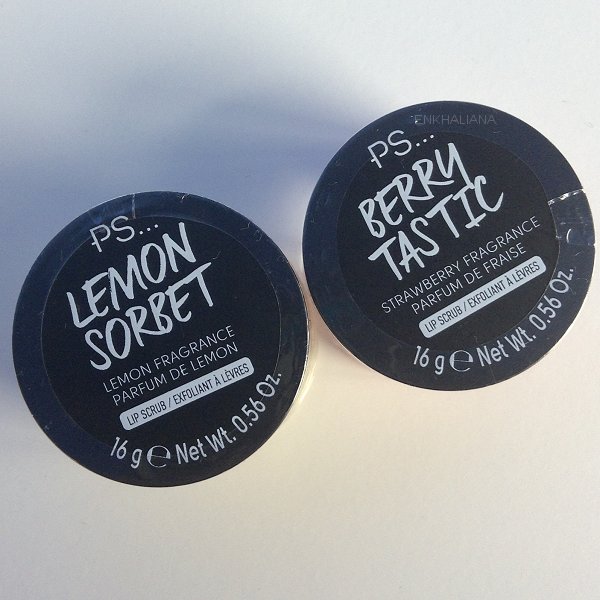 PS...
LEMON
SORBET
LEMON FRAGRANCE
PARFUM DE LEMON
LIP SCRUB / EXFOLIANT À LÈVRES
16 g ℮ Net Wt. 0.56 Oz.
ENKHALIANA
PS...
BERRY
TASTIC
STRAWBERRY FRAGRANCE
PARFUM DE FRAISE
LIP SCRUB / EXFOLIANT À LÈVRES
16 g ℮ Net Wt. 0.56 Oz.